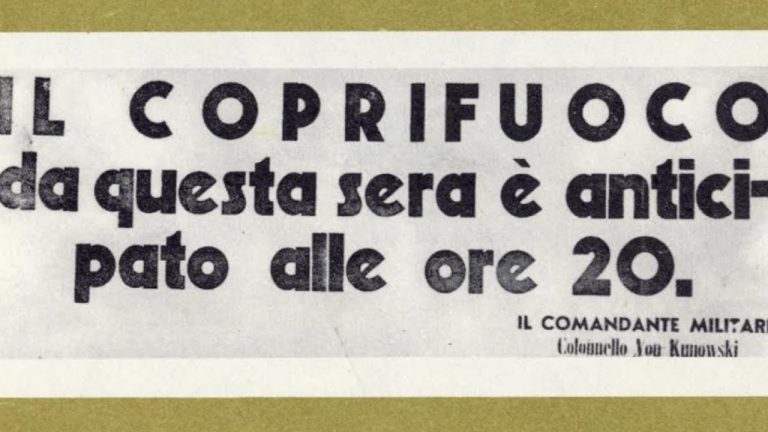 IL COPRIFUOCO
da questa sera è antici-
pato alle ore 20.
IL COMANDANTE MILITARE
Colonnello Von Kunowski